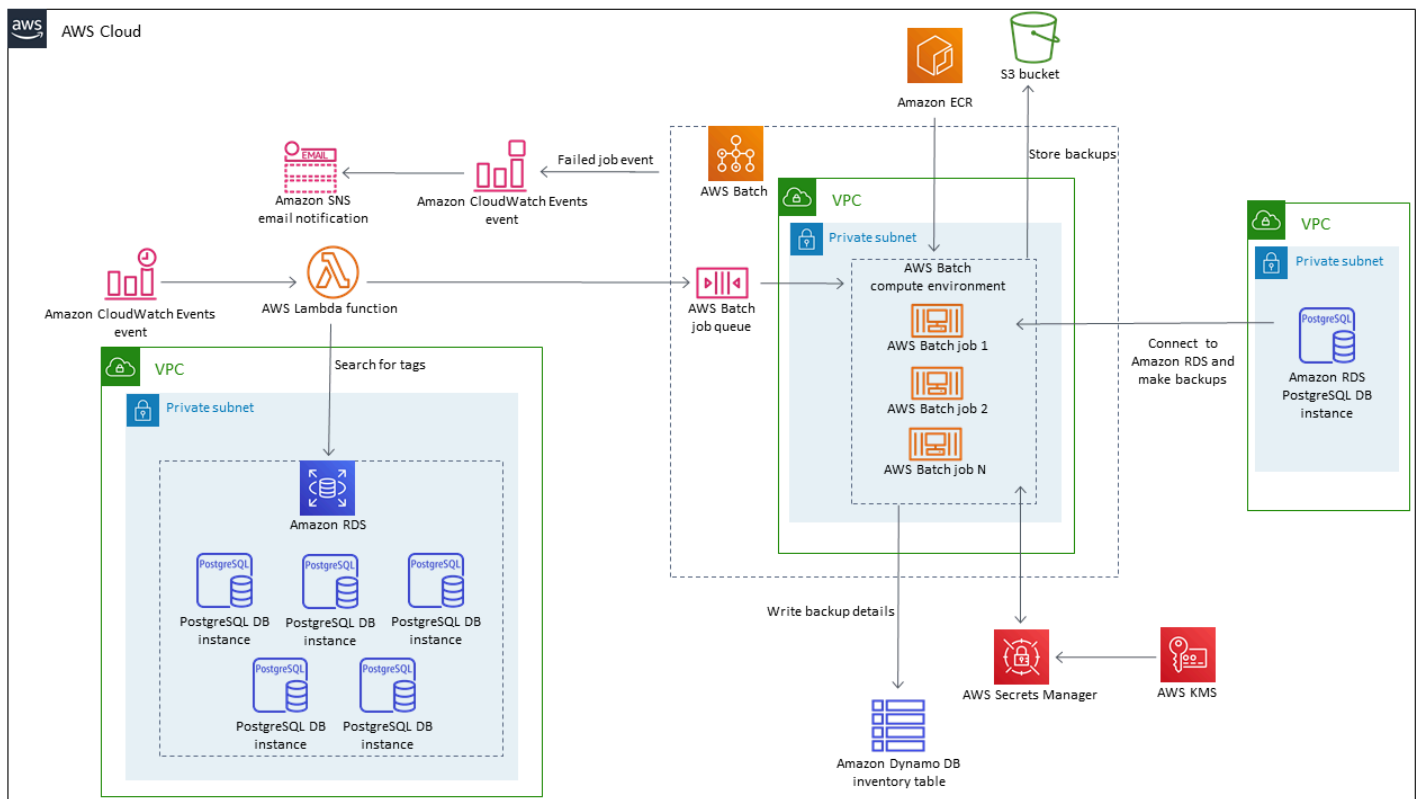 aws
AWS Cloud
S3 bucket
Amazon ECR
Store backups
AWS Batch
Failed job event
EMAIL
Amazon SNS
email notification
Amazon CloudWatch Events
event
VPC
Private subnet
AWS Batch
compute environment
AWS Batch job 1
AWS Batch job 2
AWS Batch job N
VPC
Private subnet
PostgreSQL
Amazon RDS
PostgreSQL DB
instance
Connect to
Amazon RDS and
make backups
Amazon CloudWatch Events
event
AWS Lambda function
AWS Batch
job queue
Search for tags
VPC
Private subnet
Amazon RDS
PostgreSQL
PostgreSQL DB
instance
PostgreSQL
PostgreSQL DB
instance
PostgreSQL
PostgreSQL DB
instance
PostgreSQL
PostgreSQL DB
instance
PostgreSQL
PostgreSQL DB
instance
Write backup details
AWS Secrets Manager
AWS KMS
Amazon Dynamo DB
inventory table